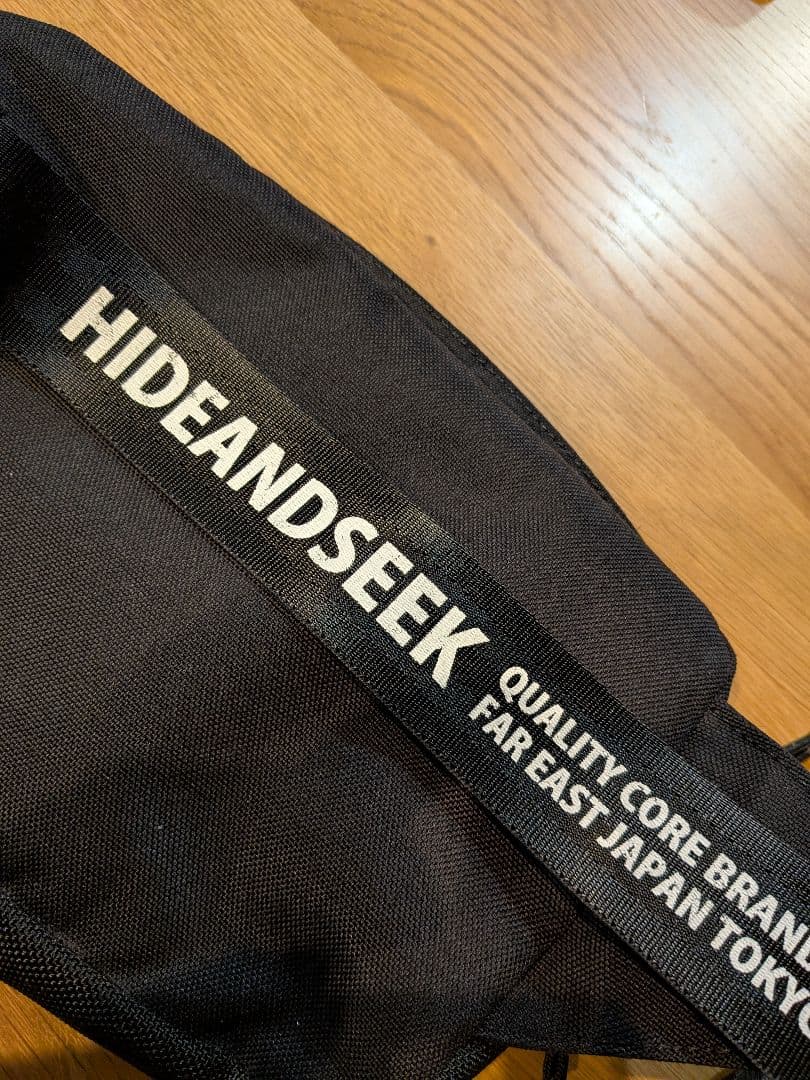 HIDEANDSEEK
QUALITY CORE BRAND
FAR EAST JAPAN TOKYO